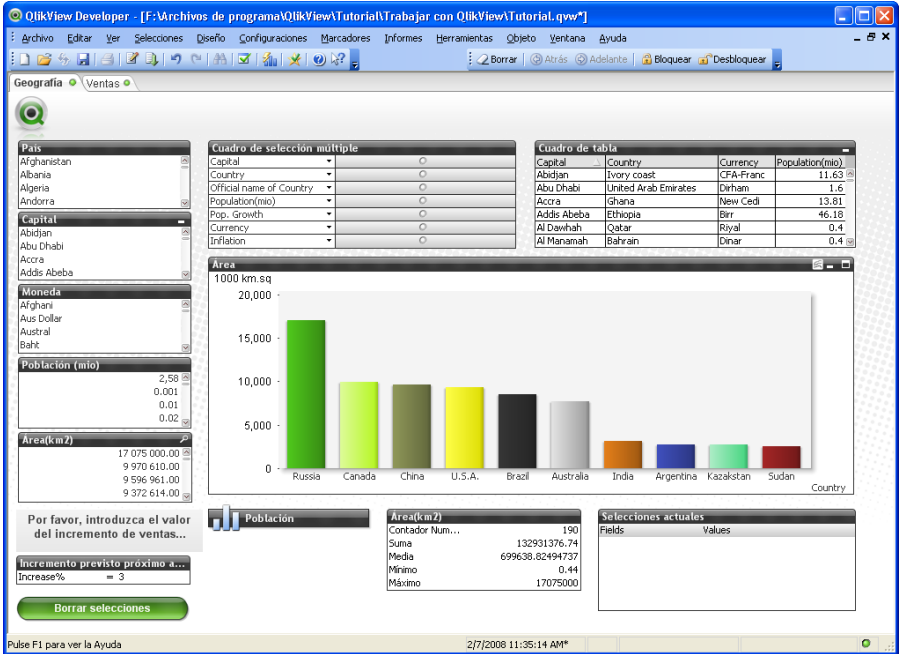 QlikView Developer - [F:\Archivos de programa\QlikView\Tutorial\Trabajar con QlikView\Tutorial.qvw*]
Archivo Editar Ver Selecciones Diseño Configuraciones Marcadores Informes Herramientas Objeto Ventana Ayuda
Borrar Atrás Adelante Bloquear Desbloquear
Geografía Ventas
País
Afghanistan
Albania
Algeria
Andorra
Capital
Abidjan
Abu Dhabi
Accra
Addis Abeba
Moneda
Afghani
Aus Dollar
Austral
Baht
Población (mio)
2,58
0.001
0.01
0.02
Área(km2)
17 075 000.00
9 970 610.00
9 596 961.00
9 372 614.00
Por favor, introduzca el valor
del incremento de ventas...
Incremento previsto próximo a...
Increase% = 3
Borrar selecciones
Cuadro de selección múltiple
Capital
Country
Official name of Country
Population(mio)
Pop. Growth
Currency
Inflation
Cuadro de tabla
Capital Country Currency Population(mio)
Abidjan Ivory coast CFA-Franc 11.63
Abu Dhabi United Arab Emirates Dirham 1.6
Accra Ghana New Cedi 13.81
Addis Abeba Ethiopia Birr 46.18
Al Dawhah Qatar Riyal 0.4
Al Manamah Bahrain Dinar 0.4
Área
1000 km.sq
20,000
15,000
10,000
5,000
0
Russia Canada China U.S.A. Brazil Australia India Argentina Kazakstan Sudan
Country
Población
Área(km2)
Contador Num... 190
Suma 132931376.74
Media 699638.82494737
Mínimo 0.44
Máximo 17075000
Selecciones actuales
Fields Values
Pulse F1 para ver la Ayuda 2/7/2008 11:35:14 AM*